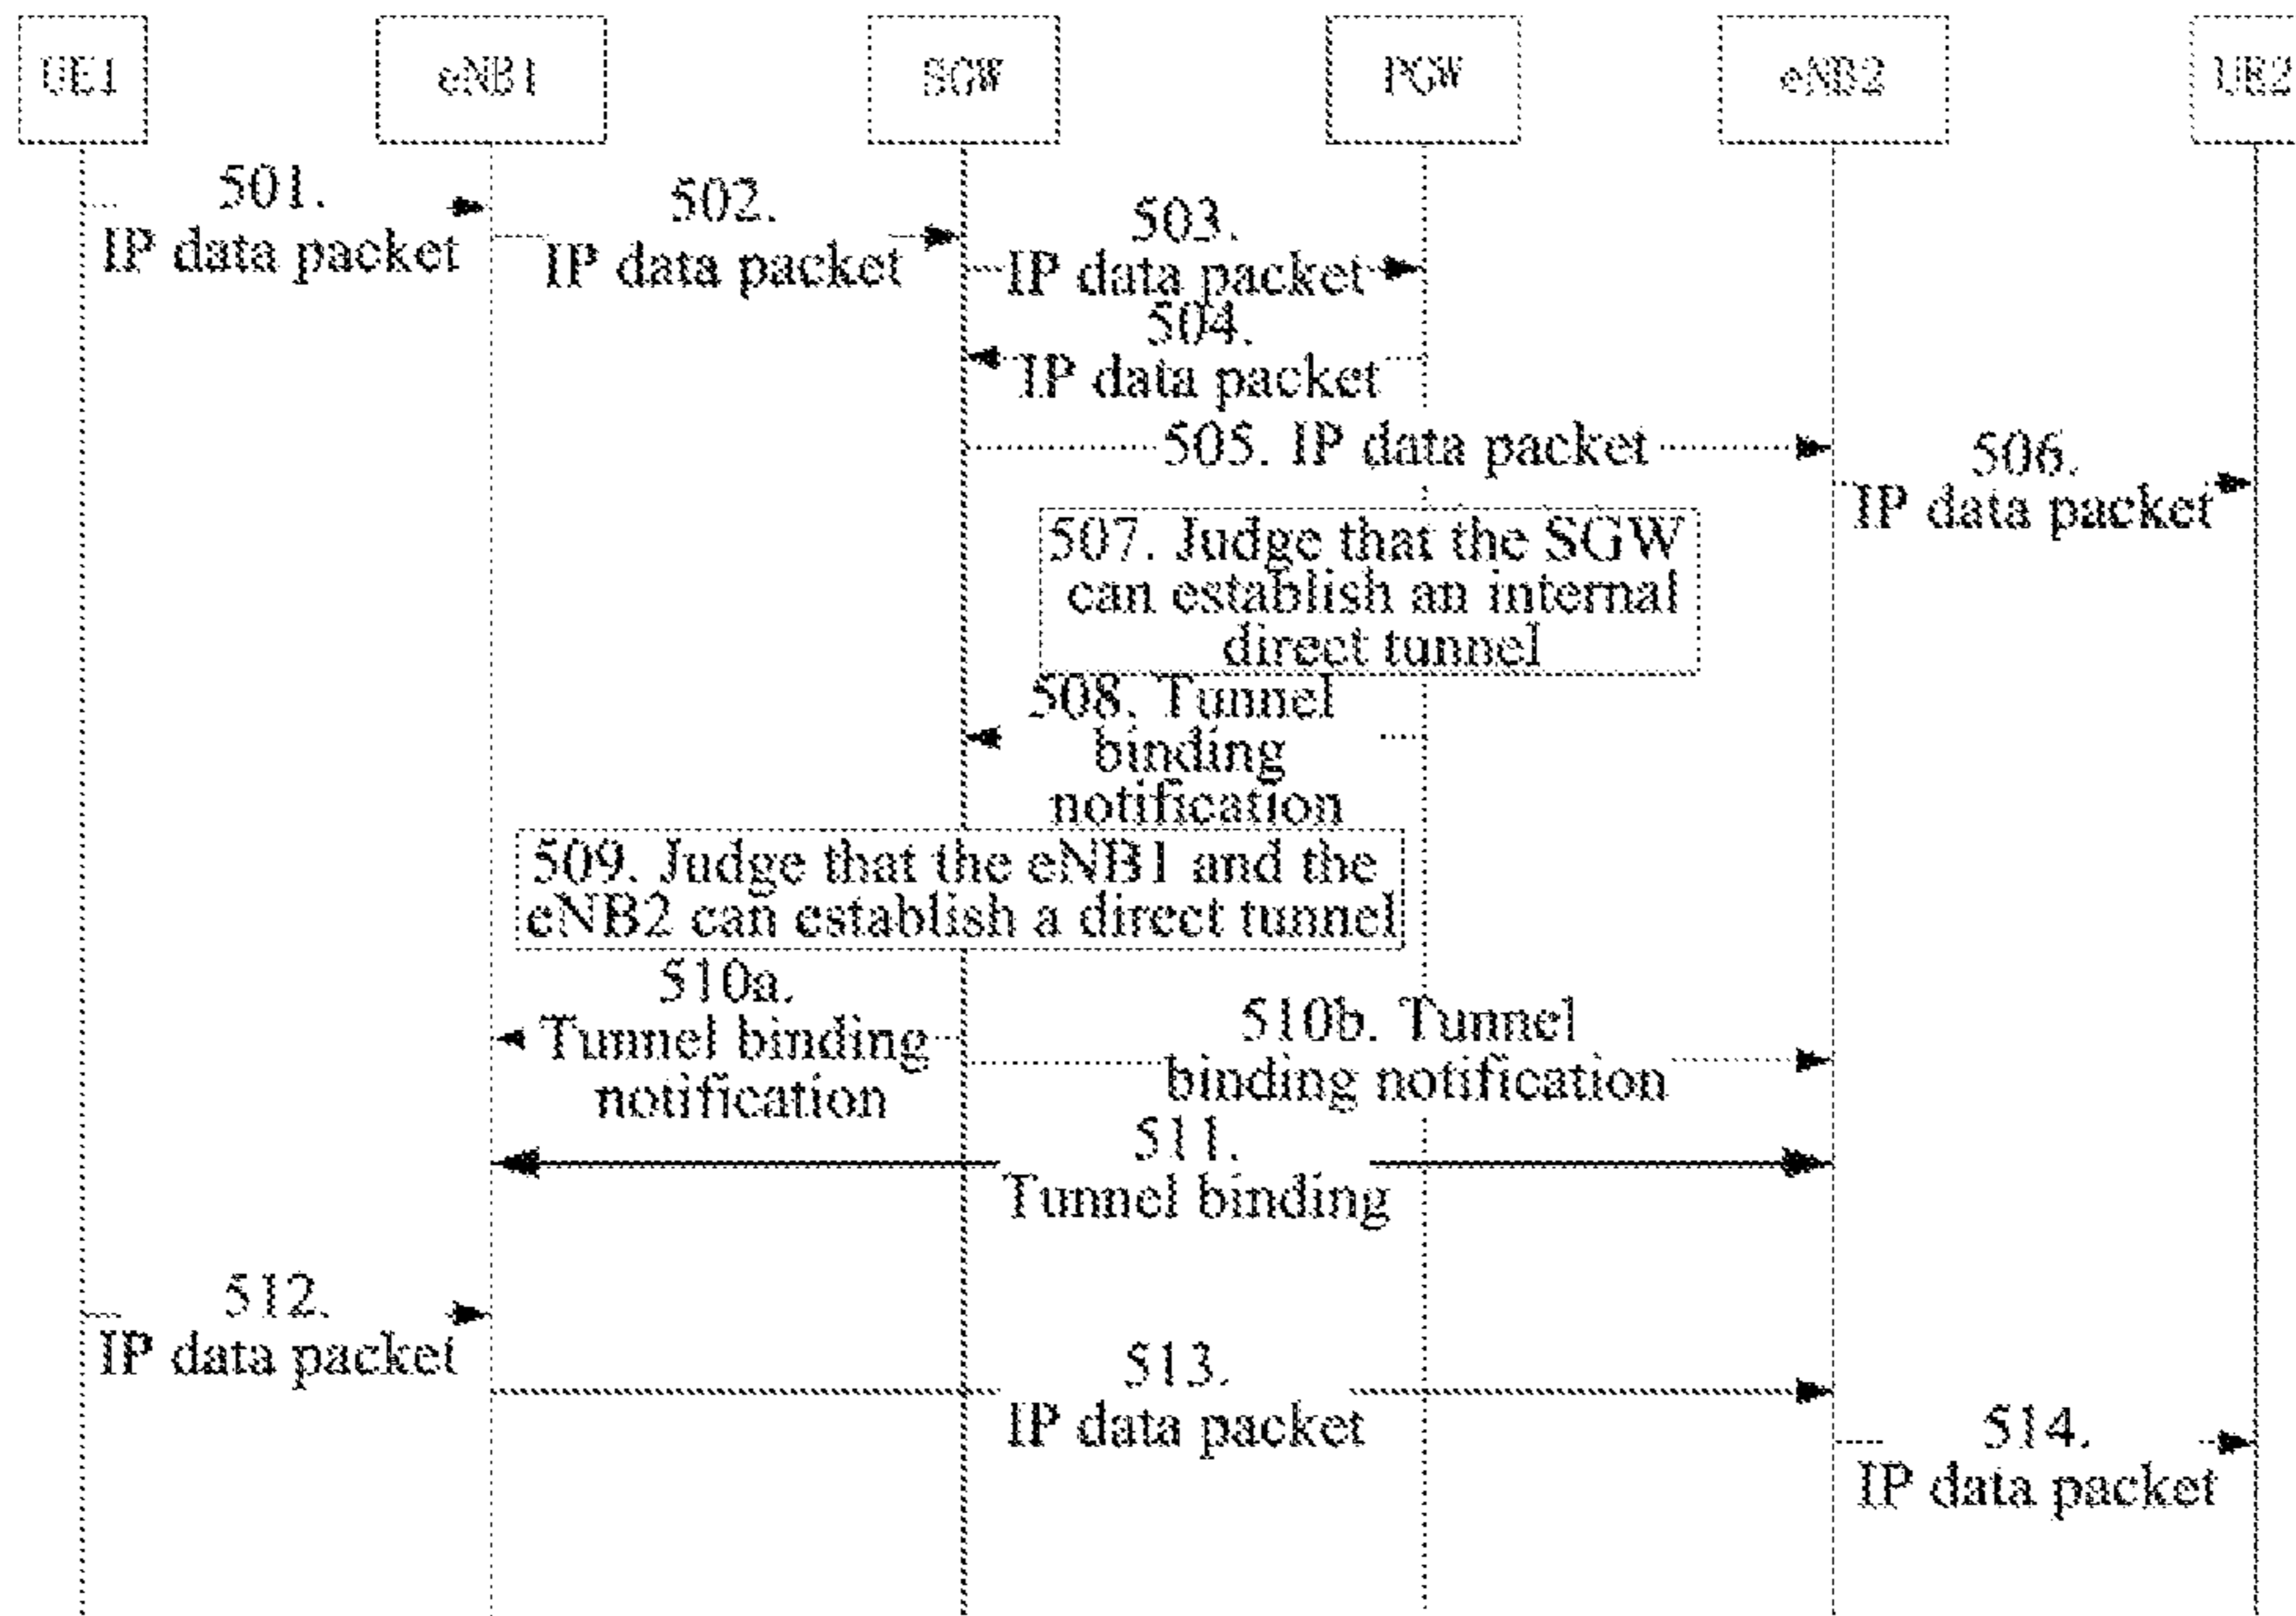 UE1
eNB1
SGW
PGW
eNB2
UE2
501.
IP data packet
502.
IP data packet
503.
IP data packet
504.
IP data packet
505. IP data packet
506.
IP data packet
507. Judge that the SGW
can establish an internal
direct tunnel
508. Tunnel
binding
notification
509. Judge that the eNB1 and the
eNB2 can establish a direct tunnel
510a.
Tunnel binding
notification
510b. Tunnel
binding notification
511.
Tunnel binding
512.
IP data packet
513.
IP data packet
514.
IP data packet